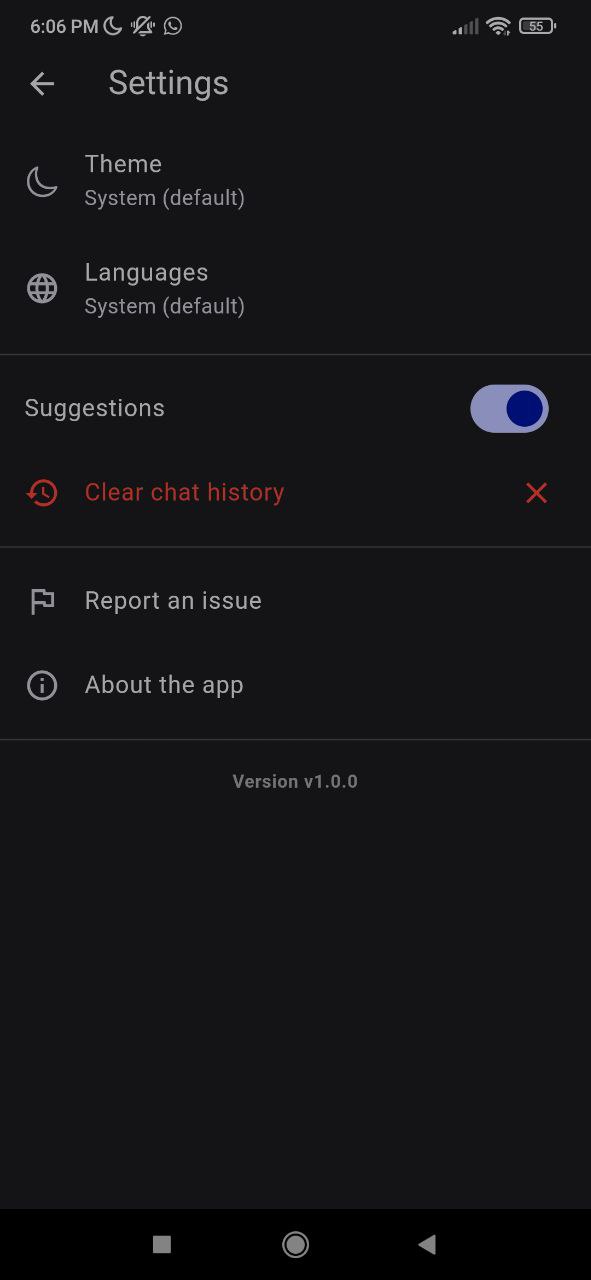 6:06 PM 55
Settings
Theme
System (default)
Languages
System (default)
Suggestions
Clear chat history
Report an issue
About the app
Version v1.0.0